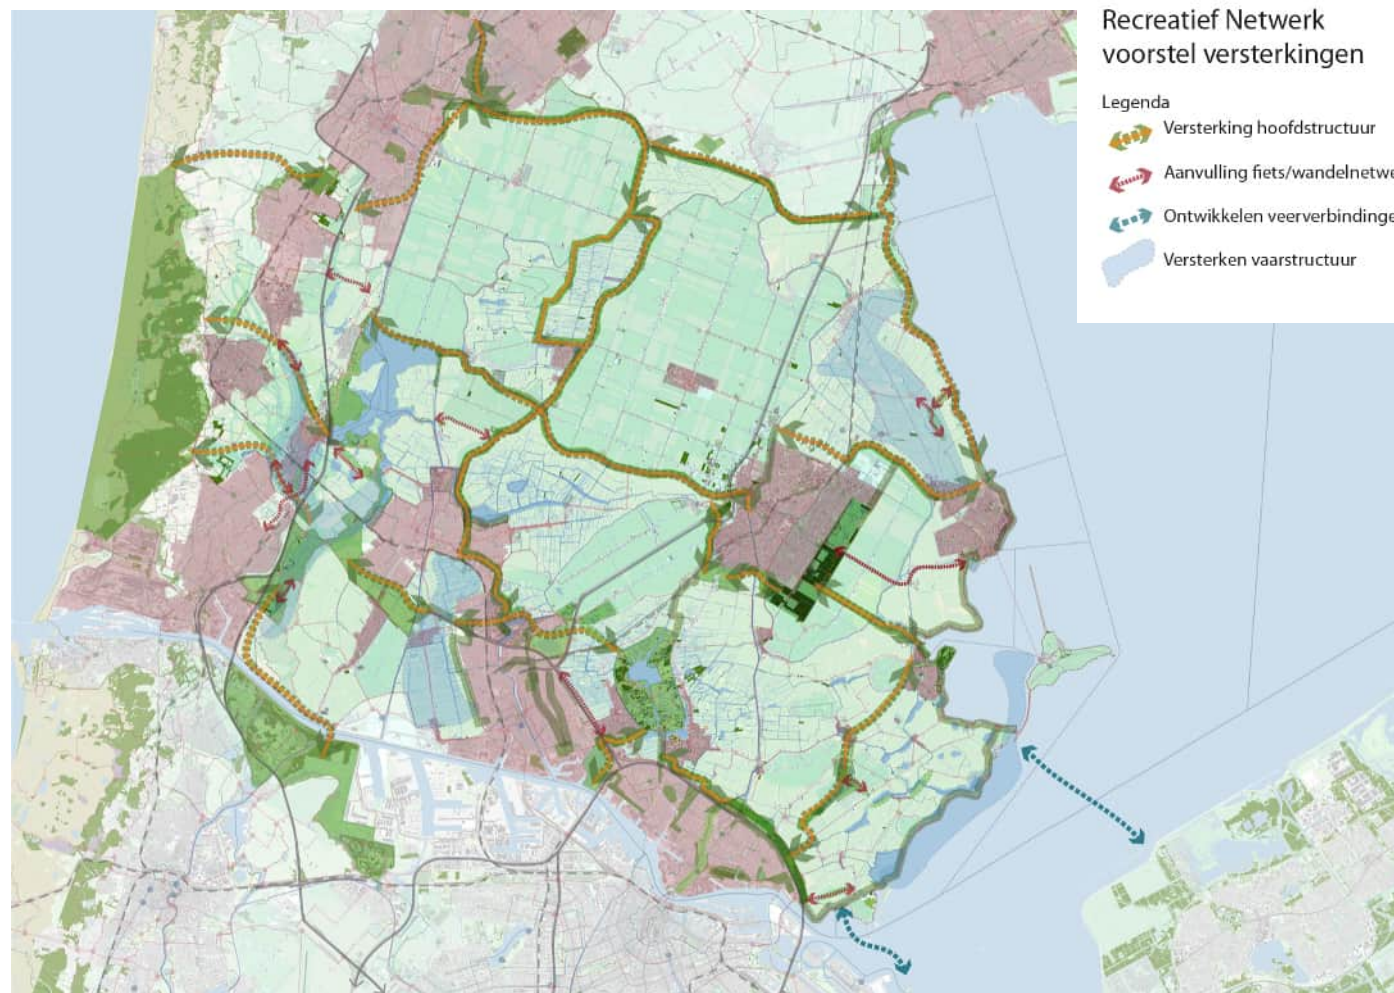 Recreatief Netwerk
voorstel versterkingen
Legenda
Versterking hoofdstructuur
Aanvulling fiets/wandelnetwe
Ontwikkelen veerverbindinge
Versterken vaarstructuur